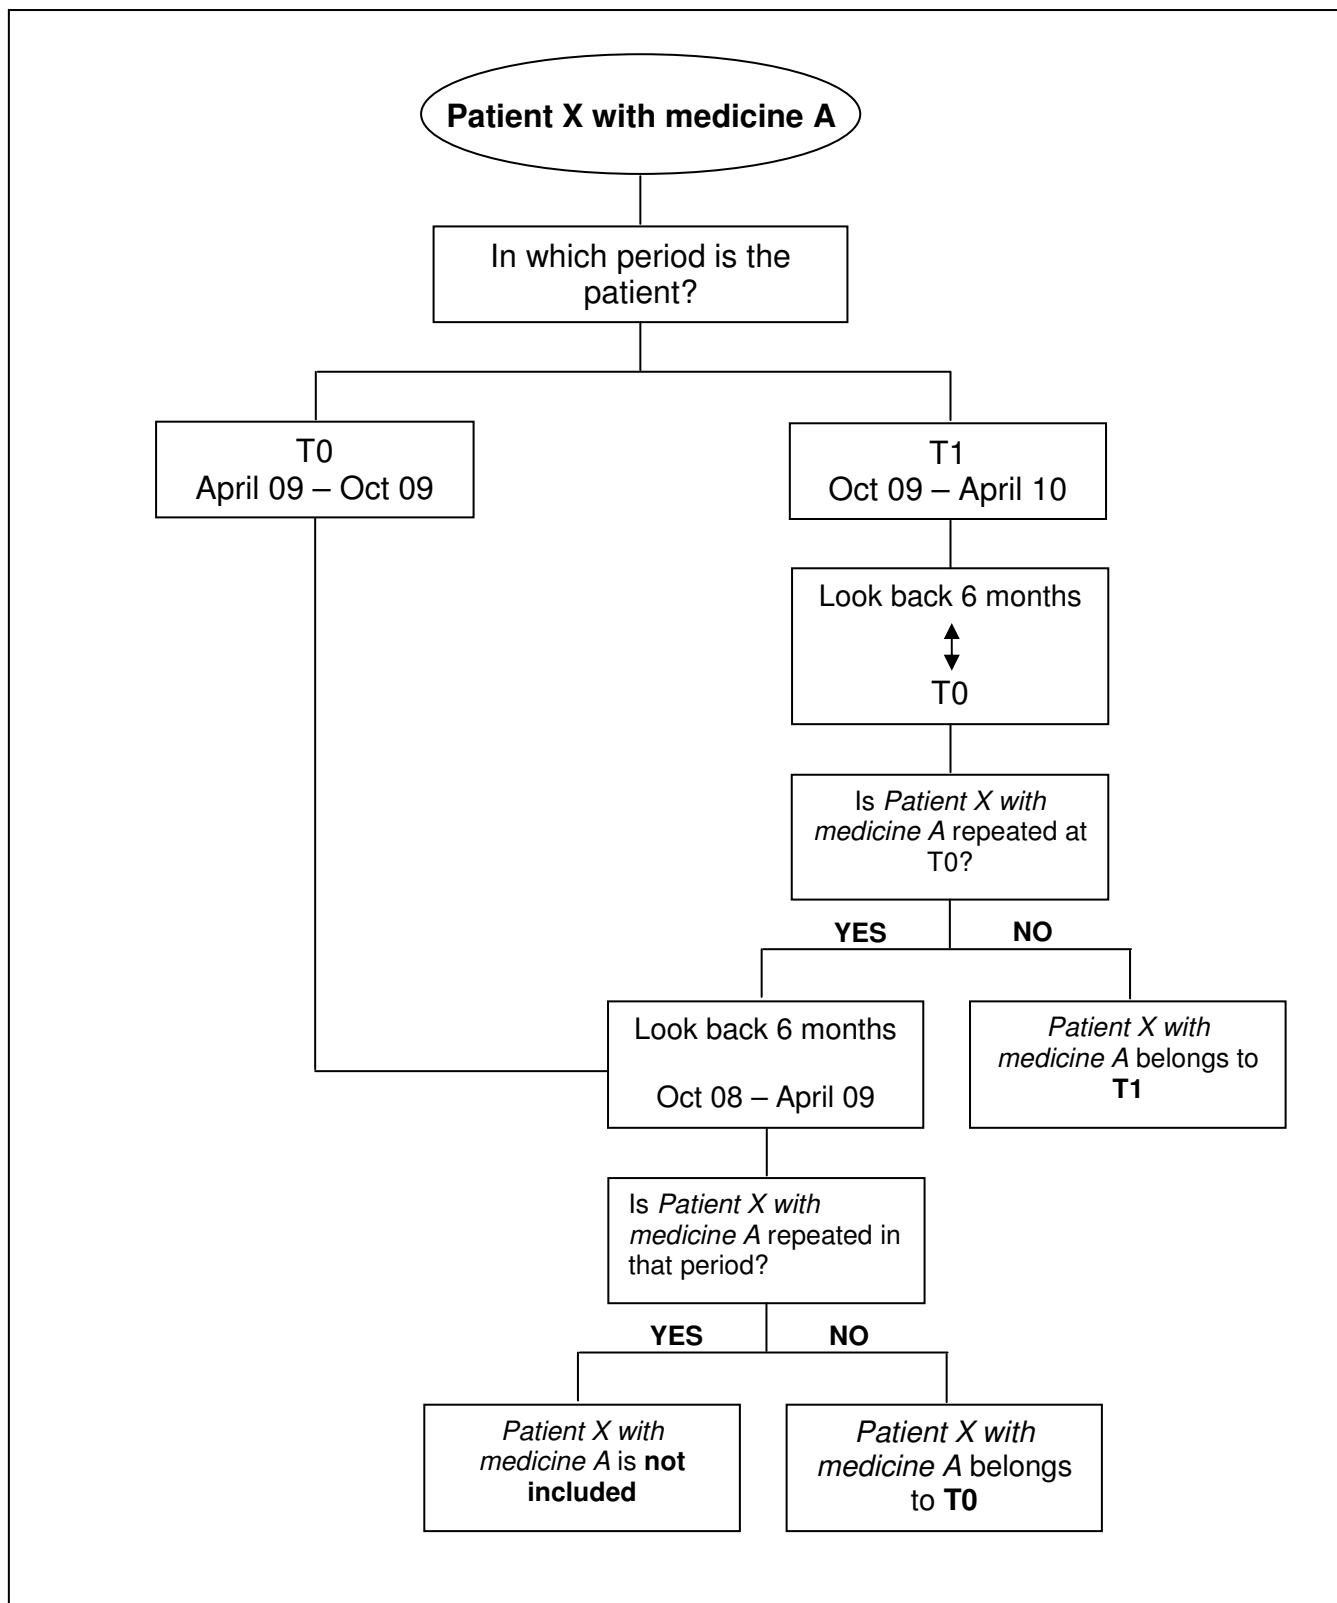 Patient X with medicine A
In which period is the
patient?
T0
April 09 – Oct 09
T1
Oct 09 – April 10
Look back 6 months
T0
Is Patient X with
medicine A repeated at
T0?
YES
NO
Look back 6 months
Oct 08 – April 09
Patient X with
medicine A belongs to
T1
Is Patient X with
medicine A repeated in
that period?
YES
NO
Patient X with
medicine A is not
included
Patient X with
medicine A belongs
to T0